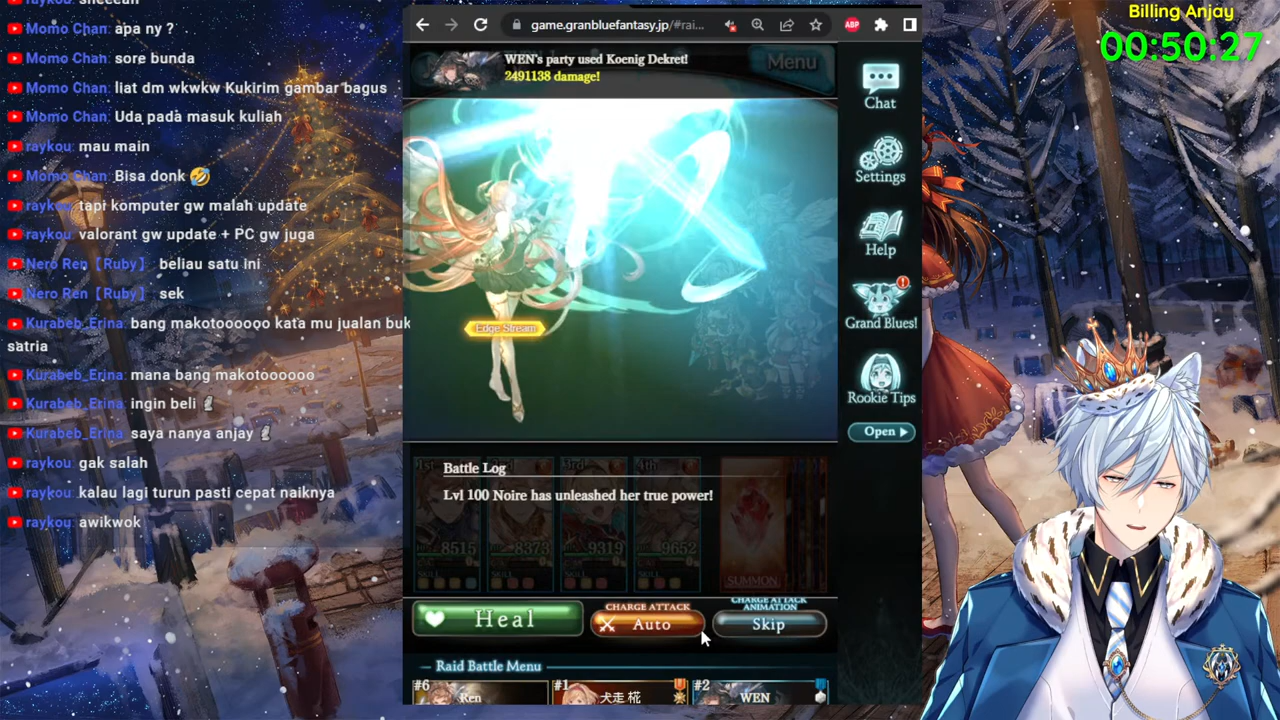 raykou: sheeeah
Momo Chan: apa ny ?
Momo Chan: sore bunda
Momo Chan: liat dm wkwkw Kukirim gambar bagus
Momo Chan: Uda pada masuk kuliah
raykou: mau main
Momo Chan: Bisa donk 🤣
raykou: tapi komputer gw malah update
raykou: valorant gw update + PC gw juga
Nero Ren【Ruby】 beliau satu ini
Nero Ren【Ruby】 sek
Kurabeb_Erina: bang makotoooooo kata mu jualan buk
satria
Kurabeb_Erina: mana bang makotoooooo
Kurabeb_Erina: ingin beli
Kurabeb_Erina: saya nanya anjay
raykou: gak salah
raykou: kalau lagi turun pasti cepat naiknya
raykou: awikwok
game.granbluefantasy.jp/#rai...
ABP
WEN's party used Koenig Dekret!
2491138 damage!
Menu
Edge Stream
Battle Log
Lvl 100 Noire has unleashed her true power!
1st
4th
8515
8373
9319
9652
SKILL
SUMMON
Heal
CHARGE ATTACK
Auto
CHARGE ATTACK
ANIMATION
Skip
Raid Battle Menu
#6 Ren
#1 犬走 椛
#2 WEN
Chat
Settings
Help
Grand Blues!
Rookie Tips
Open
Billing Anjay
00:50:27